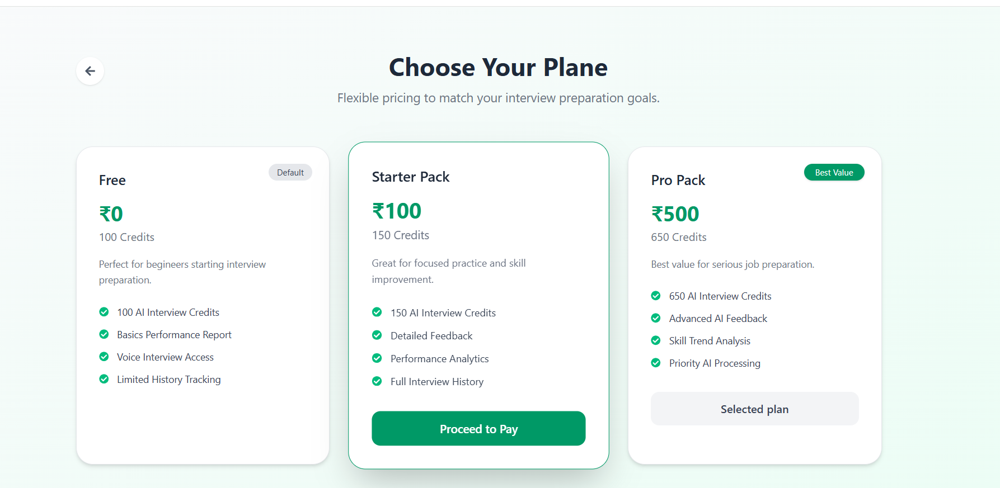 Choose Your Plane
Flexible pricing to match your interview preparation goals.
Free
Default
₹0
100 Credits
Perfect for begineers starting interview
preparation.
100 AI Interview Credits
Basics Performance Report
Voice Interview Access
Limited History Tracking
Starter Pack
₹100
150 Credits
Great for focused practice and skill
improvement.
150 AI Interview Credits
Detailed Feedback
Performance Analytics
Full Interview History
Proceed to Pay
Pro Pack
Best Value
₹500
650 Credits
Best value for serious job preparation.
650 AI Interview Credits
Advanced AI Feedback
Skill Trend Analysis
Priority AI Processing
Selected plan